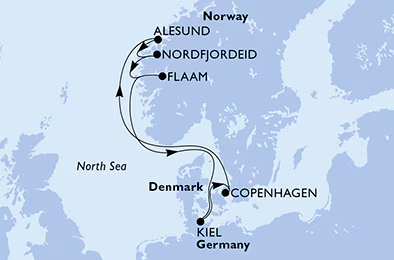 Norway
ALESUND
NORDFJORDEID
FLAAM
North Sea
Denmark
COPENHAGEN
KIEL
Germany